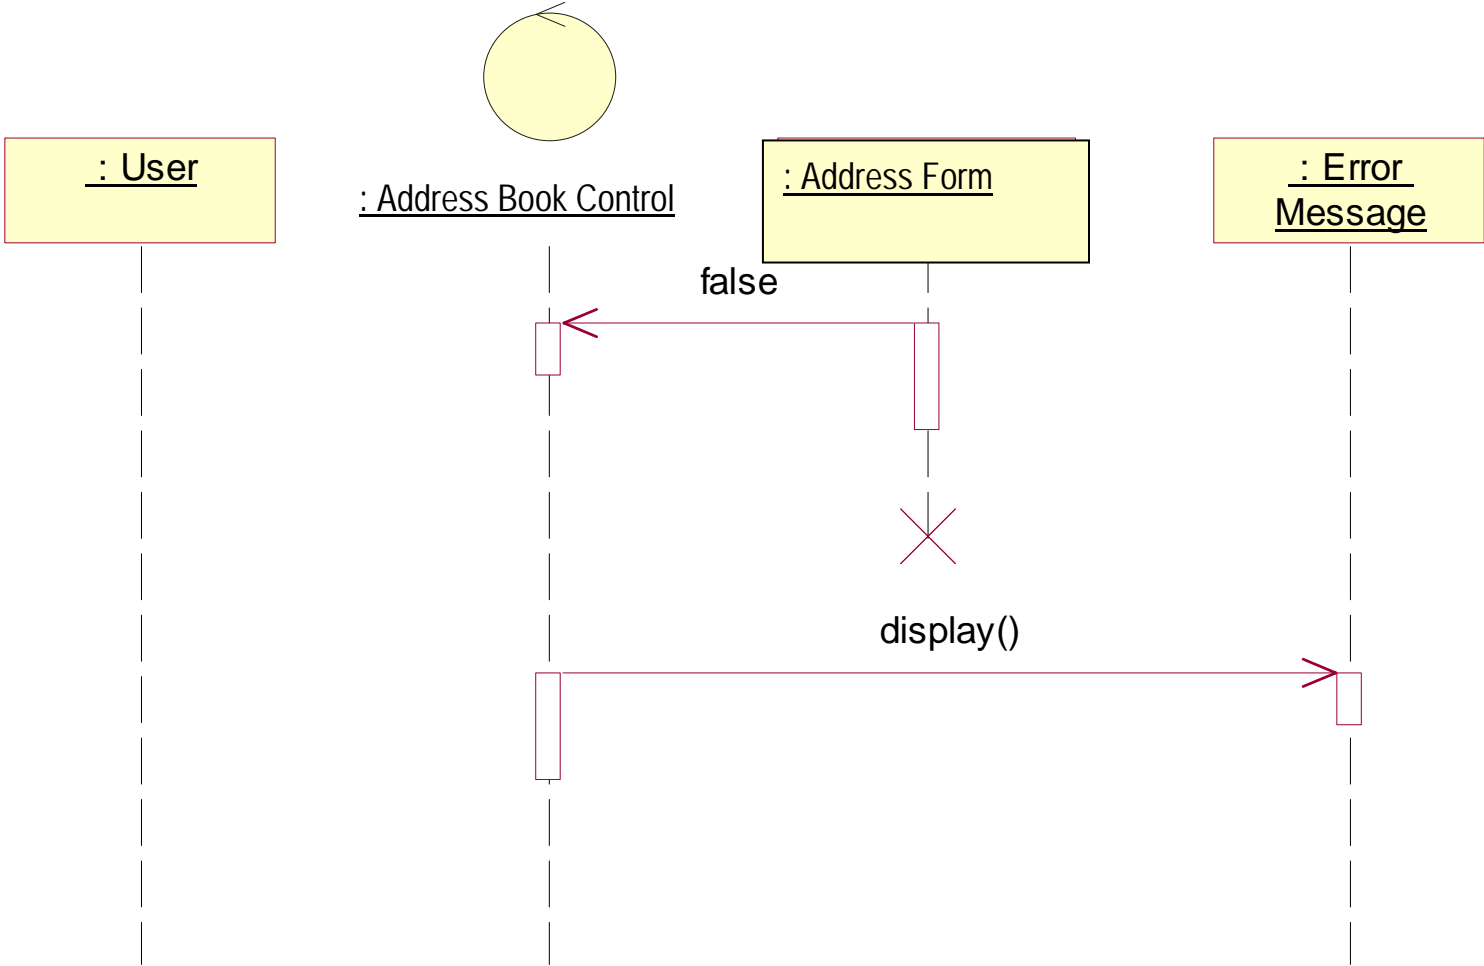 : User
: Address Book Control
: Address Form
: Error
Message
false
display()